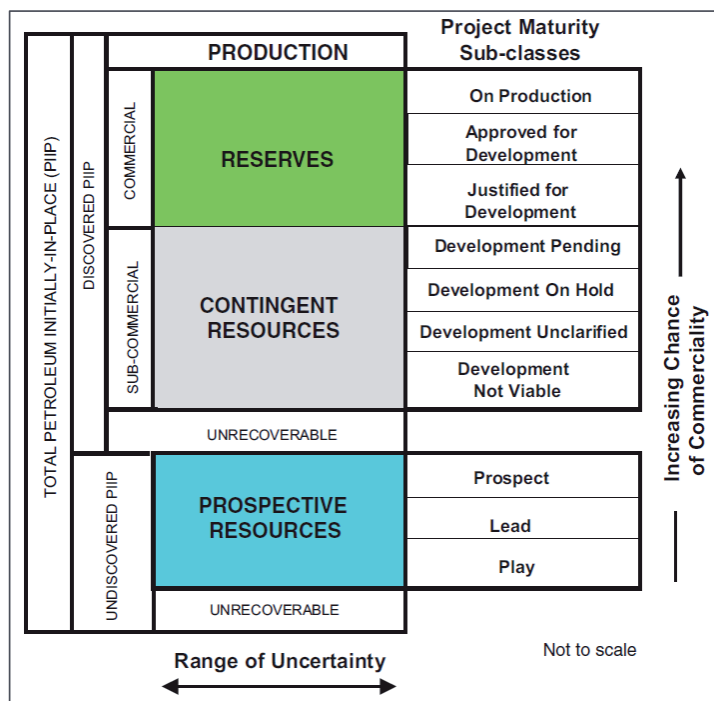 Project Maturity
Sub-classes
PRODUCTION
TOTAL PETROLEUM INITIALLY-IN-PLACE (PIIP)
DISCOVERED PIIP
COMMERCIAL
RESERVES
On Production
Approved for
Development
Justified for
Development
SUB-COMMERCIAL
CONTINGENT
RESOURCES
Development Pending
Development On Hold
Development Unclarified
Development
Not Viable
UNRECOVERABLE
UNDISCOVERED PIIP
PROSPECTIVE
RESOURCES
Prospect
Lead
Play
UNRECOVERABLE
Increasing Chance
of Commerciality
Range of Uncertainty
Not to scale